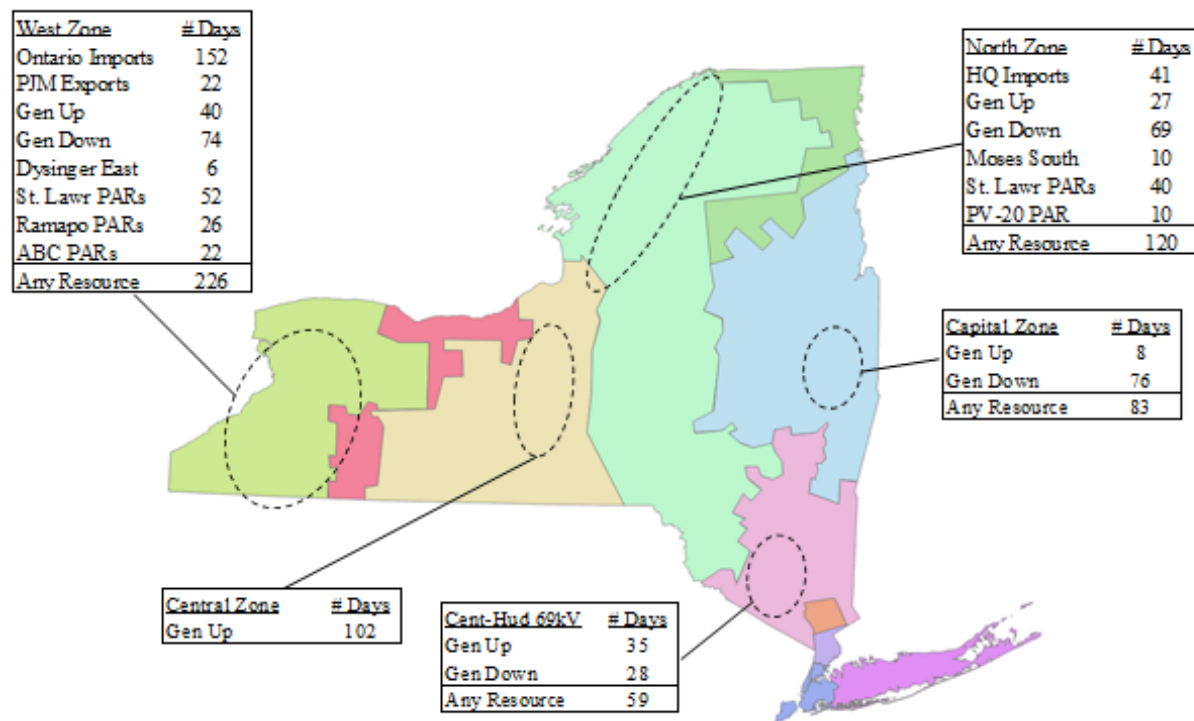 West Zone # Days
Ontario Imports 152
PJM Exports 22
Gen Up 40
Gen Down 74
Dysinger East 6
St. Lawr PARs 52
Ramapo PARs 26
ABC PARs 22
Any Resource 226
North Zone # Days
HQ Imports 41
Gen Up 27
Gen Down 69
Moses South 10
St. Lawr PARs 40
PV-20 PAR 10
Any Resource 120
Capital Zone # Days
Gen Up 8
Gen Down 76
Any Resource 83
Central Zone # Days
Gen Up 102
Cent-Hud 69kV # Days
Gen Up 35
Gen Down 28
Any Resource 59